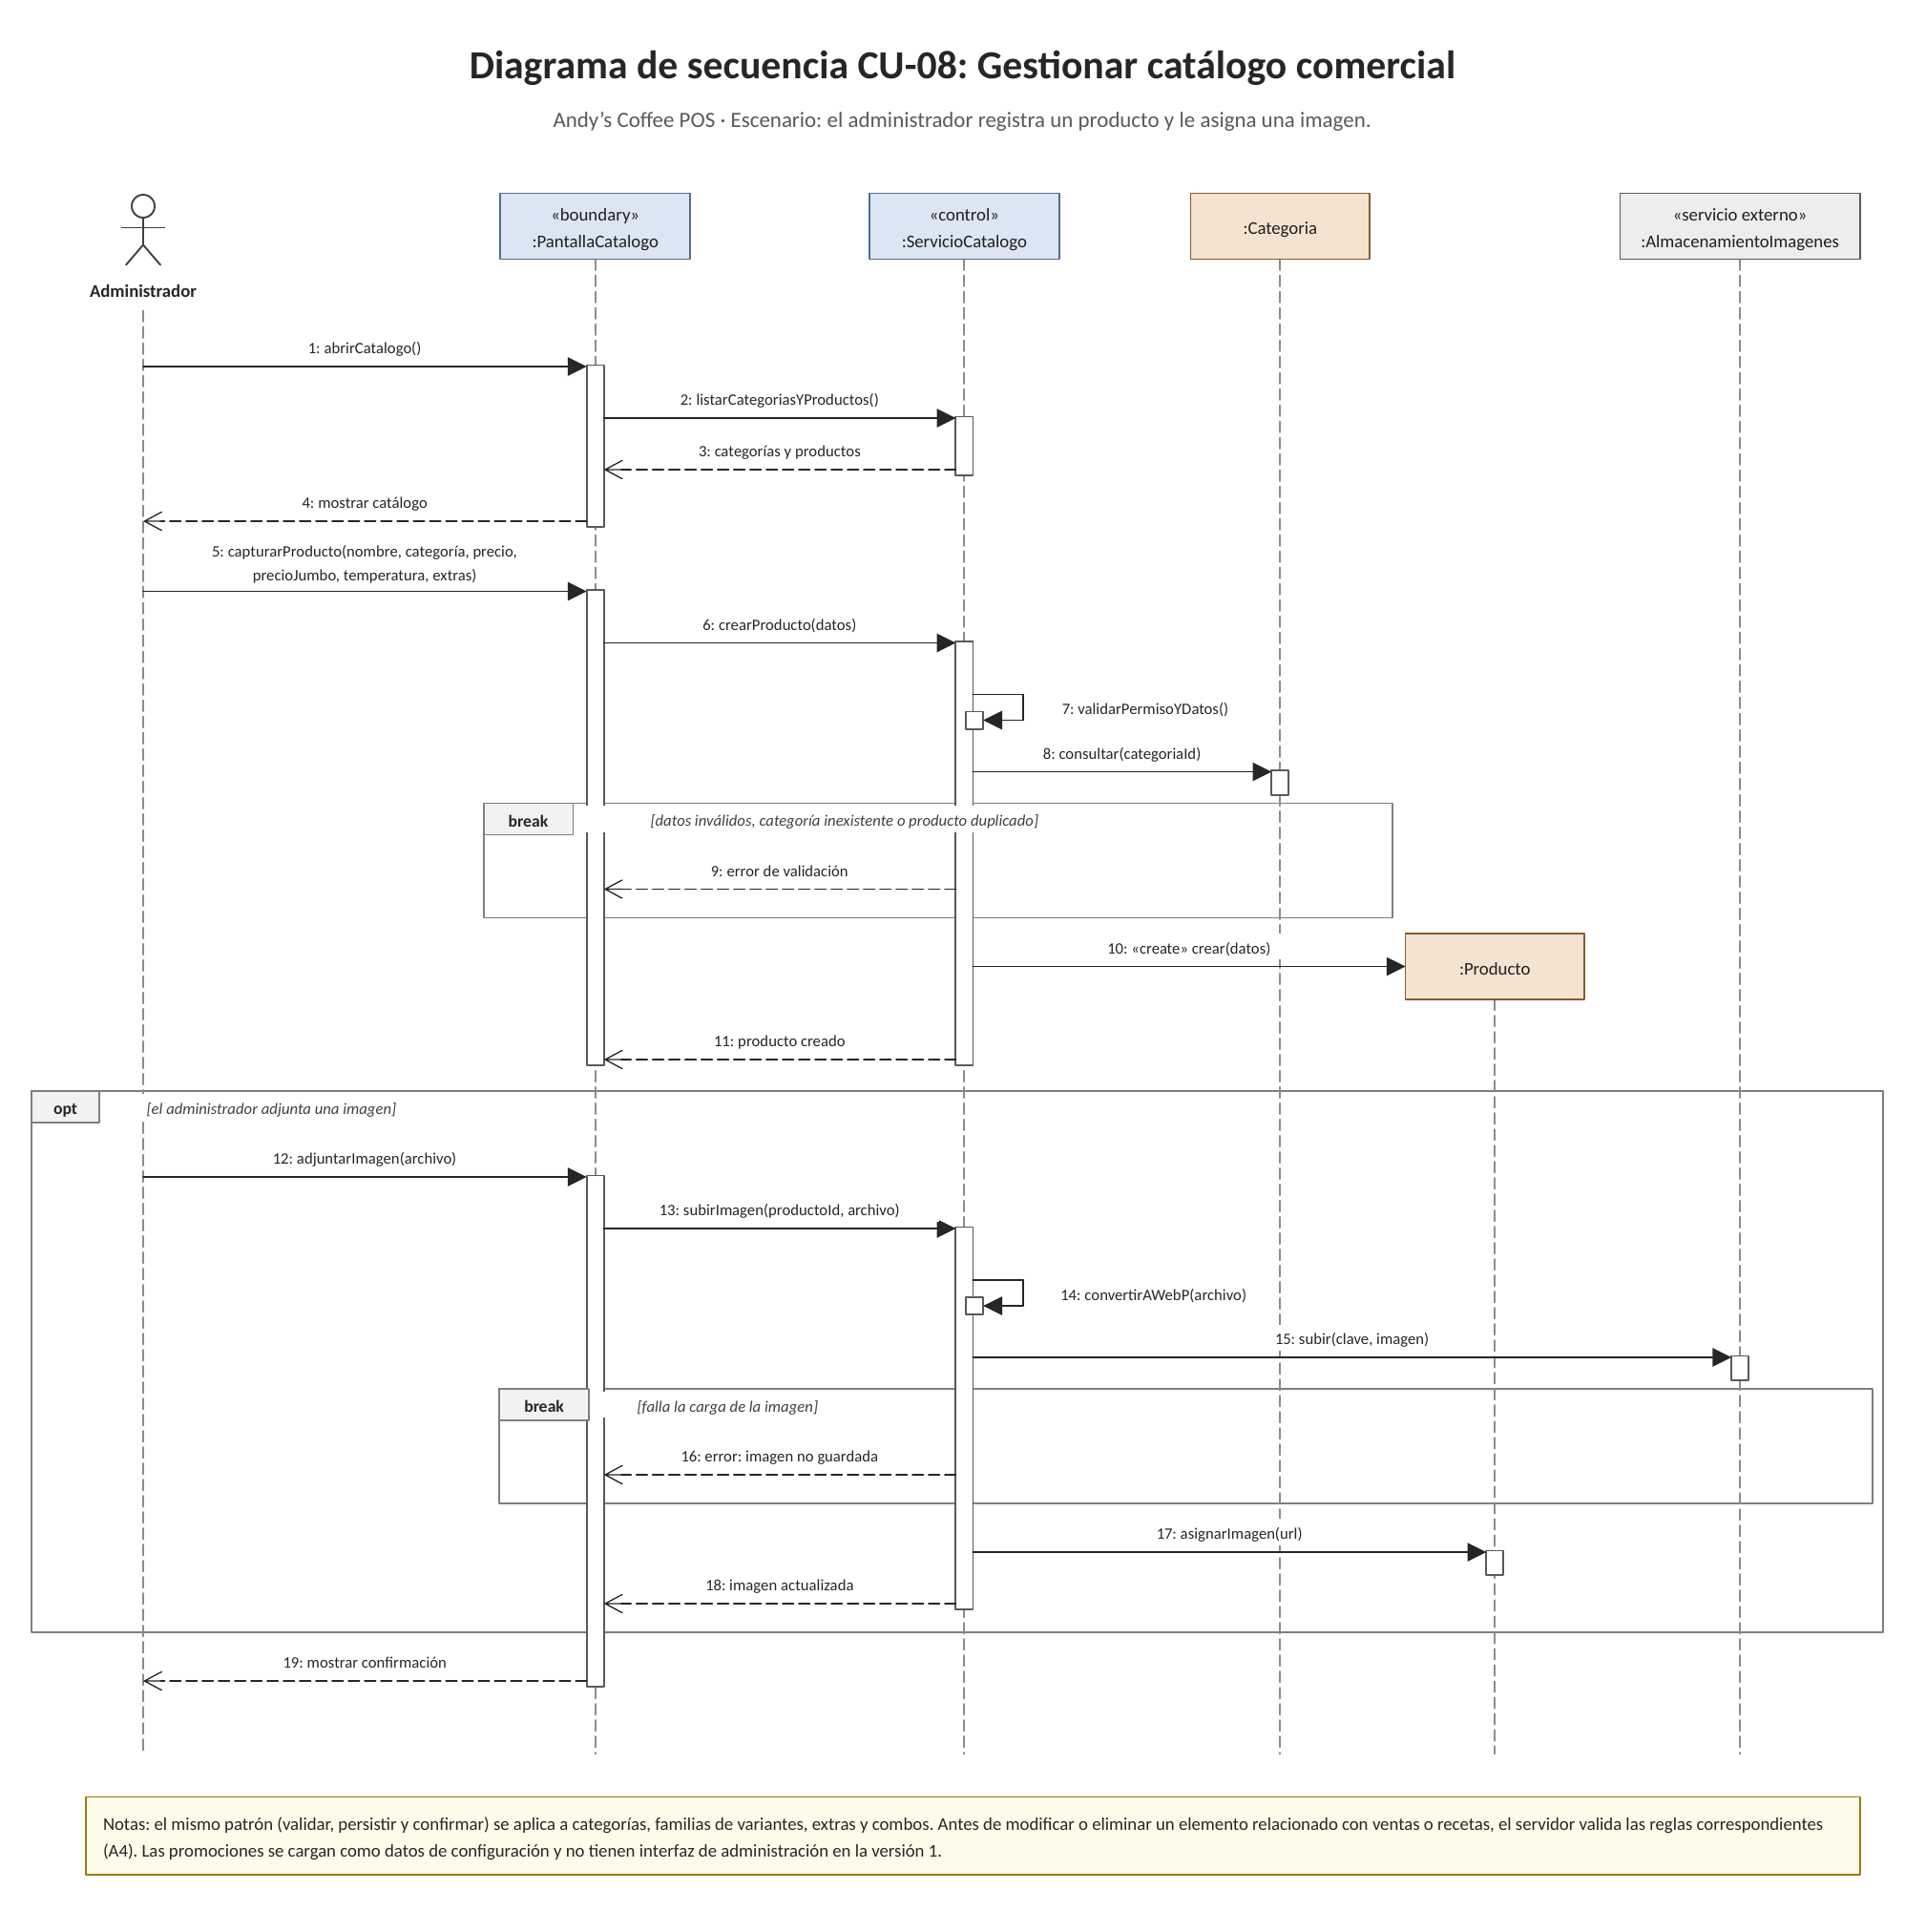 Diagrama de secuencia CU-08: Gestionar catálogo comercial
Andy’s Coffee POS · Escenario: el administrador registra un producto y le asigna una imagen.
«boundary»
:PantallaCatalogo
«control»
:ServicioCatalogo
:Categoria
«servicio externo»
:AlmacenamientoImagenes
Administrador
1: abrirCatalogo()
2: listarCategoriasYProductos()
3: categorías y productos
4: mostrar catálogo
5: capturarProducto(nombre, categoría, precio,
precioJumbo, temperatura, extras)
6: crearProducto(datos)
7: validarPermisoYDatos()
8: consultar(categoriaId)
break
[datos inválidos, categoría inexistente o producto duplicado]
9: error de validación
10: «create» crear(datos)
:Producto
11: producto creado
opt
[el administrador adjunta una imagen]
12: adjuntarImagen(archivo)
13: subirImagen(productoId, archivo)
14: convertirAWebP(archivo)
15: subir(clave, imagen)
break
[falla la carga de la imagen]
16: error: imagen no guardada
17: asignarImagen(url)
18: imagen actualizada
19: mostrar confirmación
Notas: el mismo patrón (validar, persistir y confirmar) se aplica a categorías, familias de variantes, extras y combos. Antes de modificar o eliminar un elemento relacionado con ventas o recetas, el servidor valida las reglas correspondientes
(A4). Las promociones se cargan como datos de configuración y no tienen interfaz de administración en la versión 1.